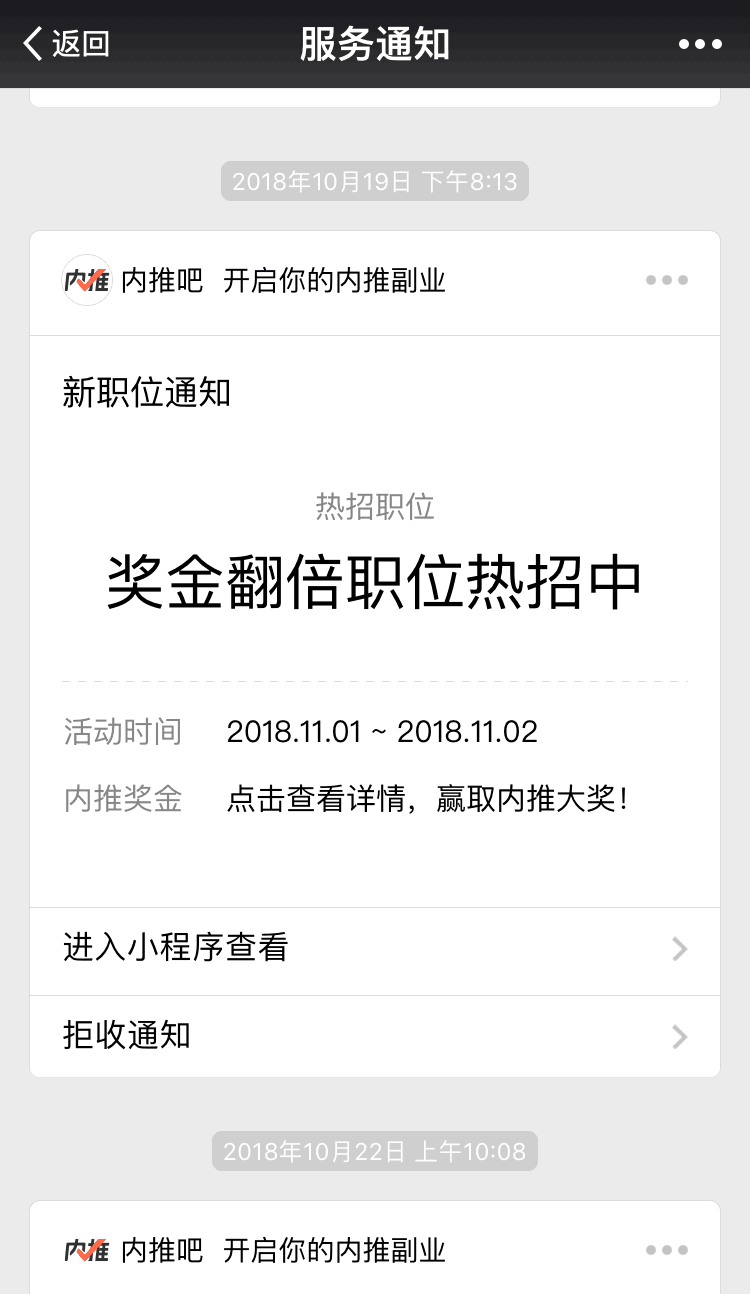 返回 服务通知
2018年10月19日 下午8:13
内推 内推吧 开启你的内推副业
新职位通知
热招职位
奖金翻倍职位热招中
活动时间 2018.11.01 ~ 2018.11.02
内推奖金 点击查看详情，赢取内推大奖！
进入小程序查看
拒收通知
2018年10月22日 上午10:08
内推 内推吧 开启你的内推副业